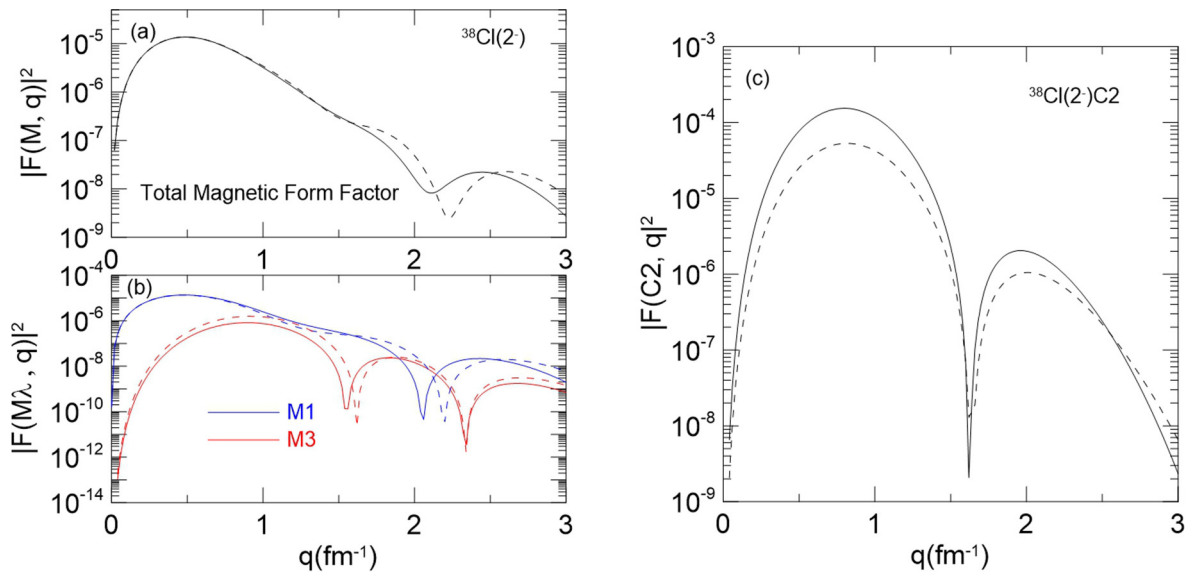 (a)
³⁸Cl(2⁻)
|F(M, q)|²
10⁻⁵
10⁻⁶
10⁻⁷
10⁻⁸
10⁻⁹
Total Magnetic Form Factor
0 1 2 3
(b)
|F(Mλ, q)|²
10⁻⁴
10⁻⁶
10⁻⁸
10⁻¹⁰
10⁻¹²
10⁻¹⁴
M1
M3
0 1 2 3
q(fm⁻¹)
(c)
³⁸Cl(2⁻)C2
|F(C2, q|²
10⁻³
10⁻⁴
10⁻⁵
10⁻⁶
10⁻⁷
10⁻⁸
10⁻⁹
0 1 2 3
q(fm⁻¹)